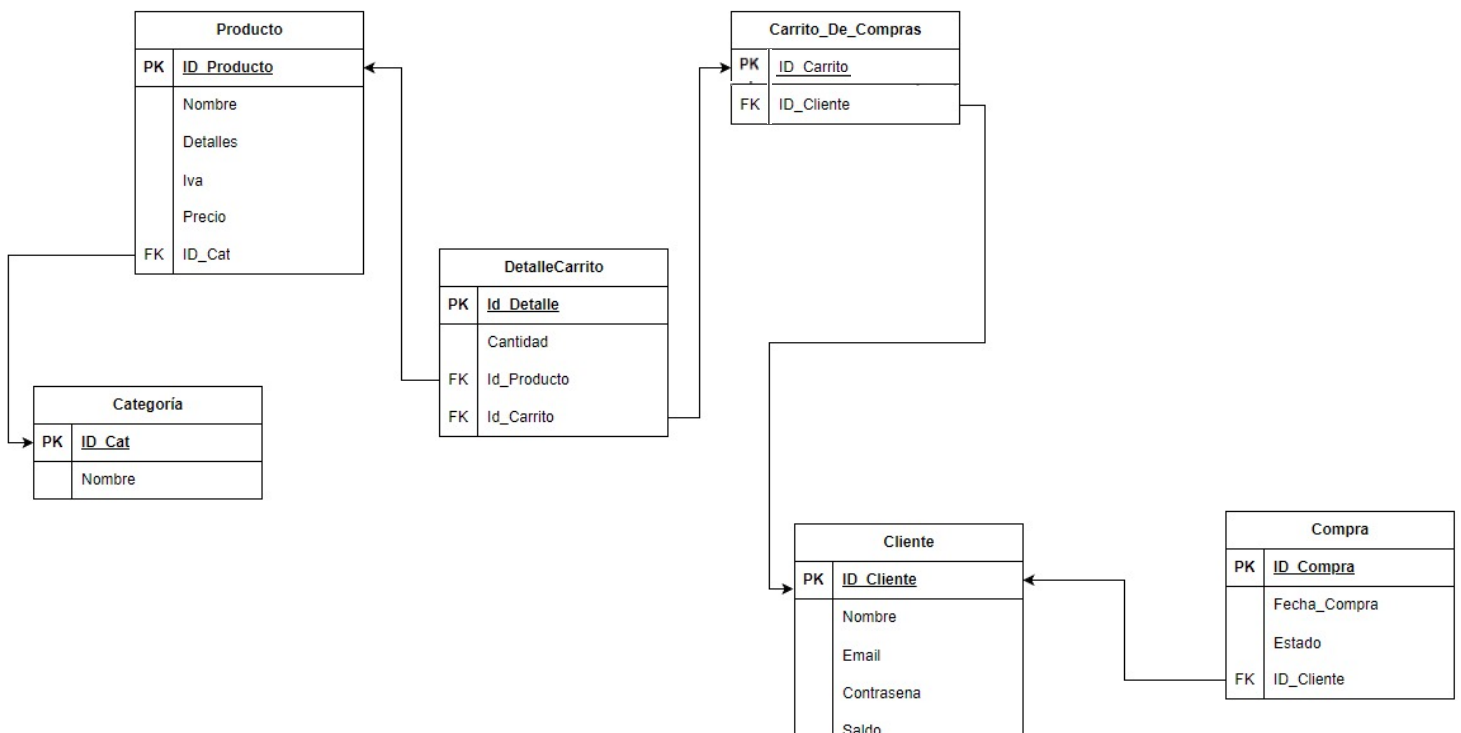 Producto
PK ID_Producto
Nombre
Detalles
Iva
Precio
FK ID_Cat
Carrito_De_Compras
PK ID_Carrito
FK ID_Cliente
DetalleCarrito
PK Id_Detalle
Cantidad
FK Id_Producto
FK Id_Carrito
Categoría
PK ID_Cat
Nombre
Cliente
PK ID_Cliente
Nombre
Email
Contrasena
Saldo
Compra
PK ID_Compra
Fecha_Compra
Estado
FK ID_Cliente